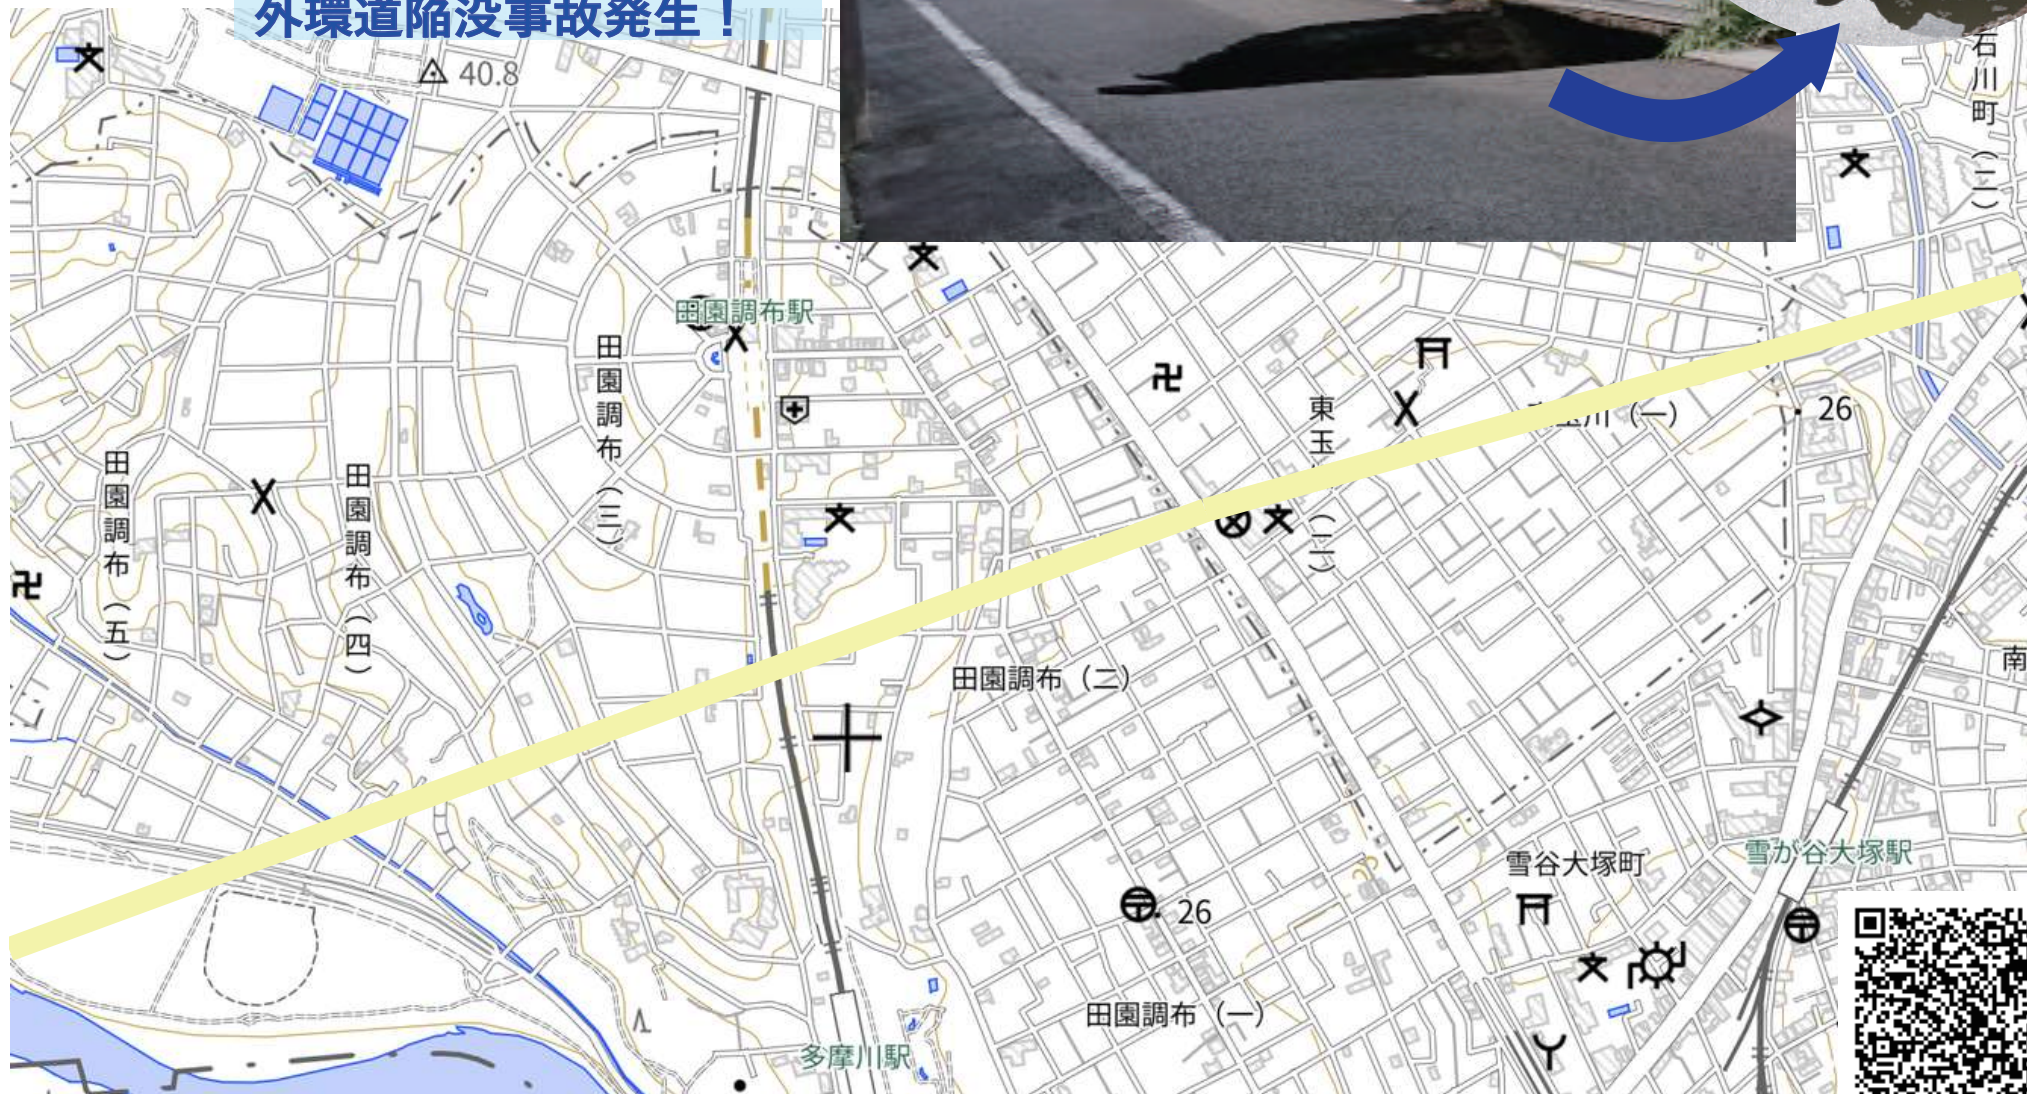 外環道陥没事故発生！
40.8
石川町（二）
田園調布駅
田園調布（三）
東玉
（二）
玉川（一）
26
田園調布（五）
田園調布（四）
田園調布（二）
南
雪谷大塚町
雪が谷大塚駅
26
田園調布（一）
多摩川駅